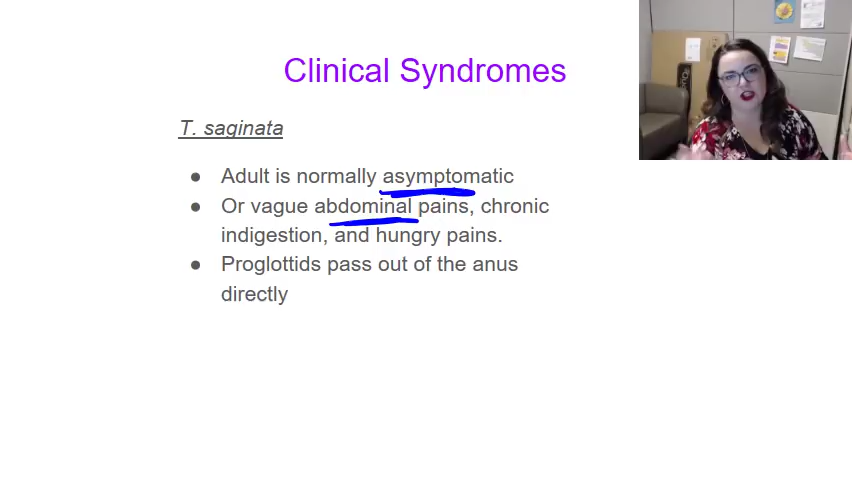 Clinical Syndromes
T. saginata
● Adult is normally asymptomatic
● Or vague abdominal pains, chronic
indigestion, and hungry pains.
● Proglottids pass out of the anus
directly